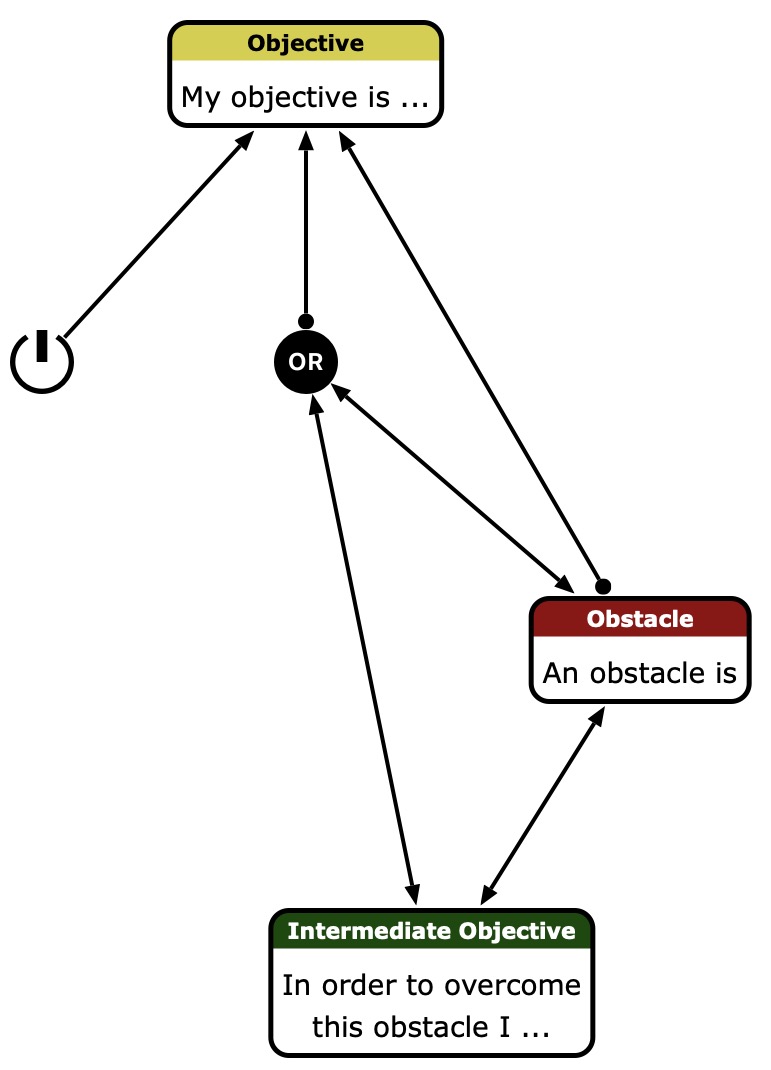 Objective
My objective is ...
OR
Obstacle
An obstacle is
Intermediate Objective
In order to overcome
this obstacle I ...